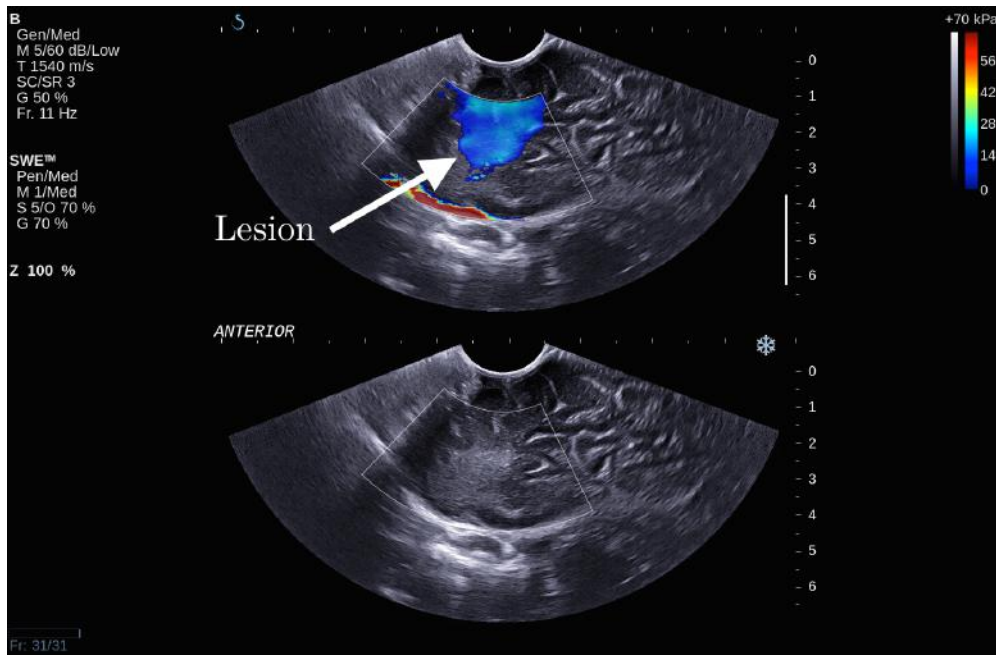 B
Gen/Med
M 5/60 dB/Low
T 1540 m/s
SC/SR 3
G 50 %
Fr. 11 Hz
SWE™
Pen/Med
M 1/Med
S 5/O 70 %
G 70 %
Z 100 %
Fr: 31/31
S
Lesion
0
1
2
3
4
5
6
+70 kPa
56
42
28
14
0
ANTERIOR
0
1
2
3
4
5
6